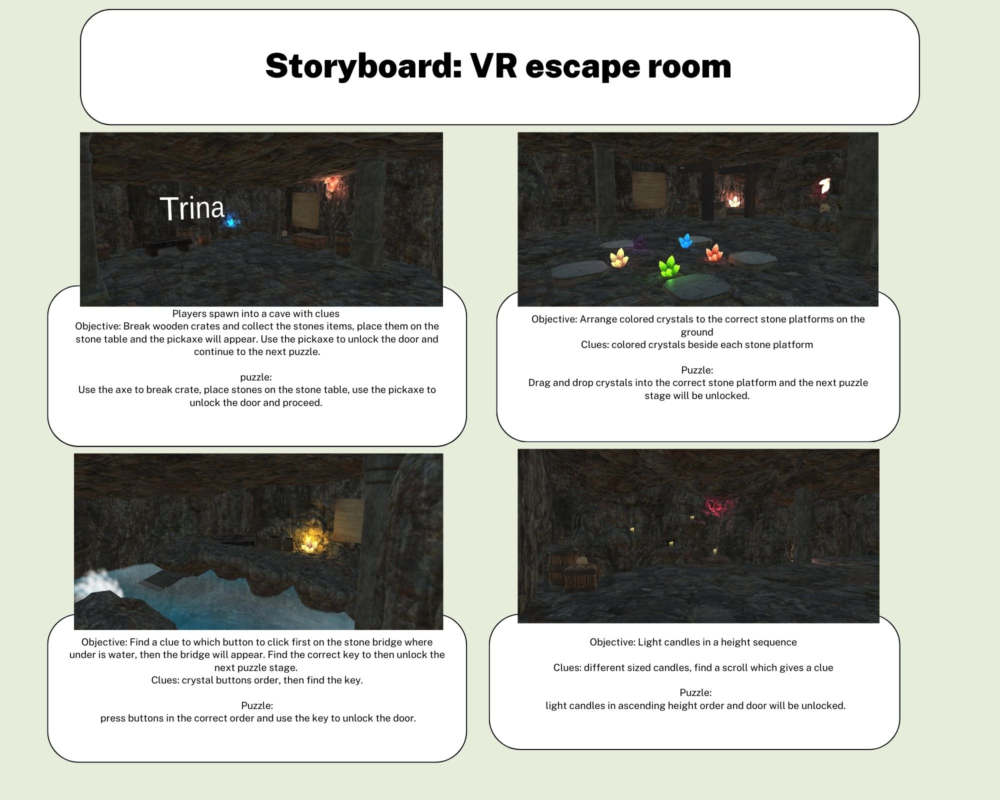 Storyboard: VR escape room
Trina
Players spawn into a cave with clues
Objective: Break wooden crates and collect the stones items, place them on the
stone table and the pickaxe will appear. Use the pickaxe to unlock the door and
continue to the next puzzle.
puzzle:
Use the axe to break crate, place stones on the stone table, use the pickaxe to
unlock the door and proceed.
Objective: Arrange colored crystals to the correct stone platforms on the
ground
Clues: colored crystals beside each stone platform
Puzzle:
Drag and drop crystals into the correct stone platform and the next puzzle
stage will be unlocked.
Objective: Find a clue to which button to click first on the stone bridge where
under is water, then the bridge will appear. Find the correct key to then unlock the
next puzzle stage.
Clues: crystal buttons order, then find the key.
Puzzle:
press buttons in the correct order and use the key to unlock the door.
Objective: Light candles in a height sequence
Clues: different sized candles, find a scroll which gives a clue
Puzzle:
light candles in ascending height order and door will be unlocked.